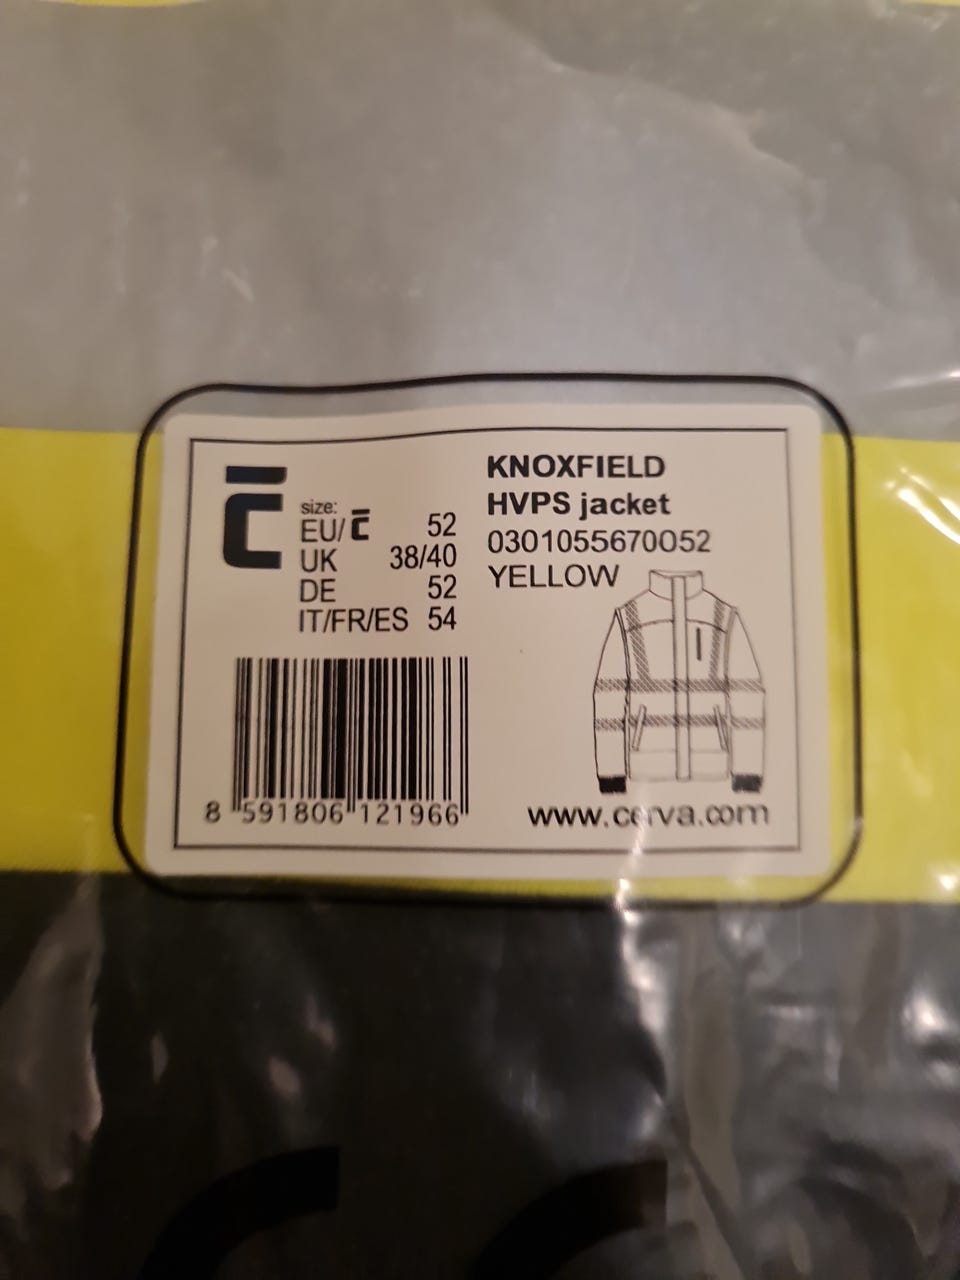 size:
EU/C̄ 52
UK 38/40
DE 52
IT/FR/ES 54
8 591806 121966
KNOXFIELD
HVPS jacket
0301055670052
YELLOW
www.cerva.com